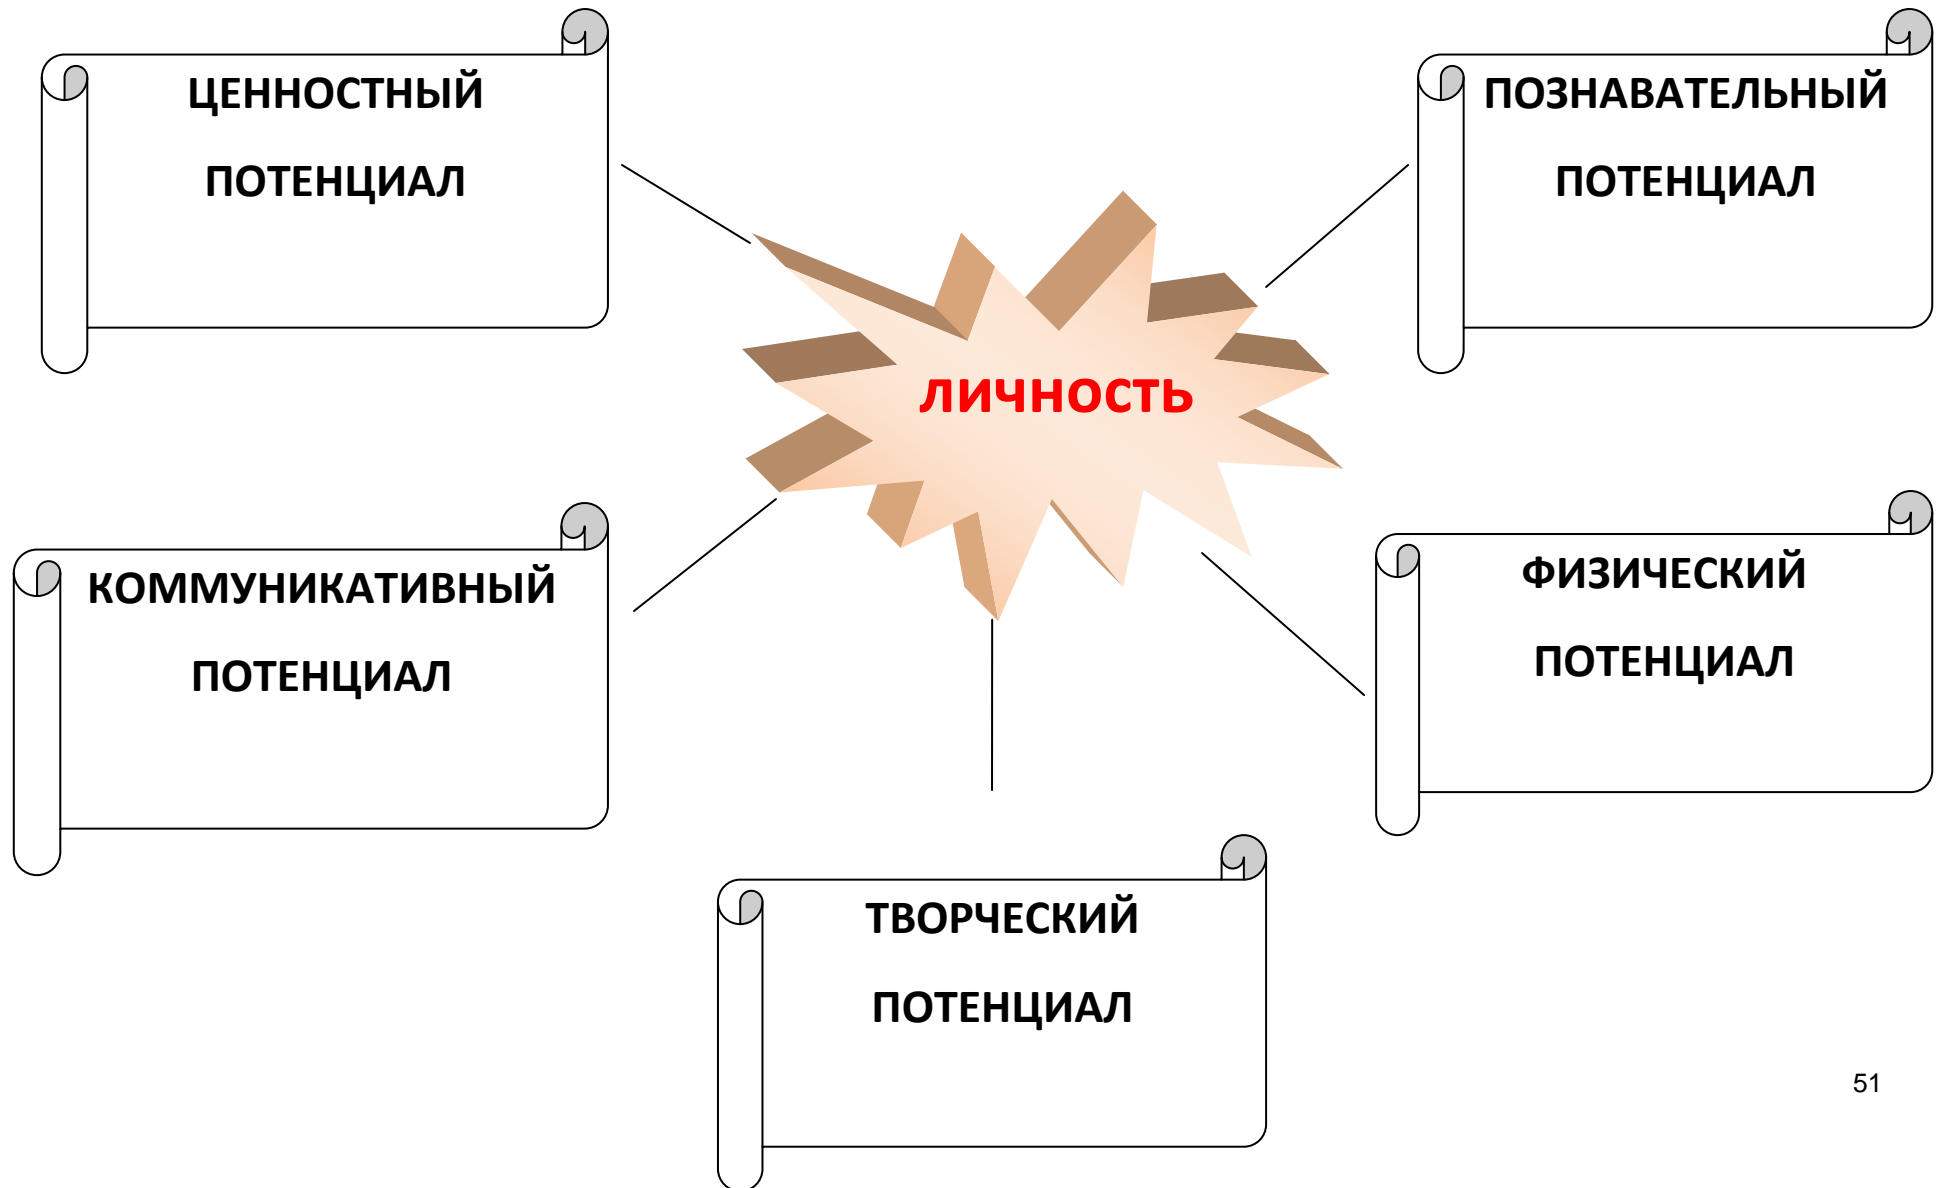 ЦЕННОСТНЫЙ
ПОТЕНЦИАЛ
ПОЗНАВАТЕЛЬНЫЙ
ПОТЕНЦИАЛ
ЛИЧНОСТЬ
КОММУНИКАТИВНЫЙ
ПОТЕНЦИАЛ
ФИЗИЧЕСКИЙ
ПОТЕНЦИАЛ
ТВОРЧЕСКИЙ
ПОТЕНЦИАЛ
51